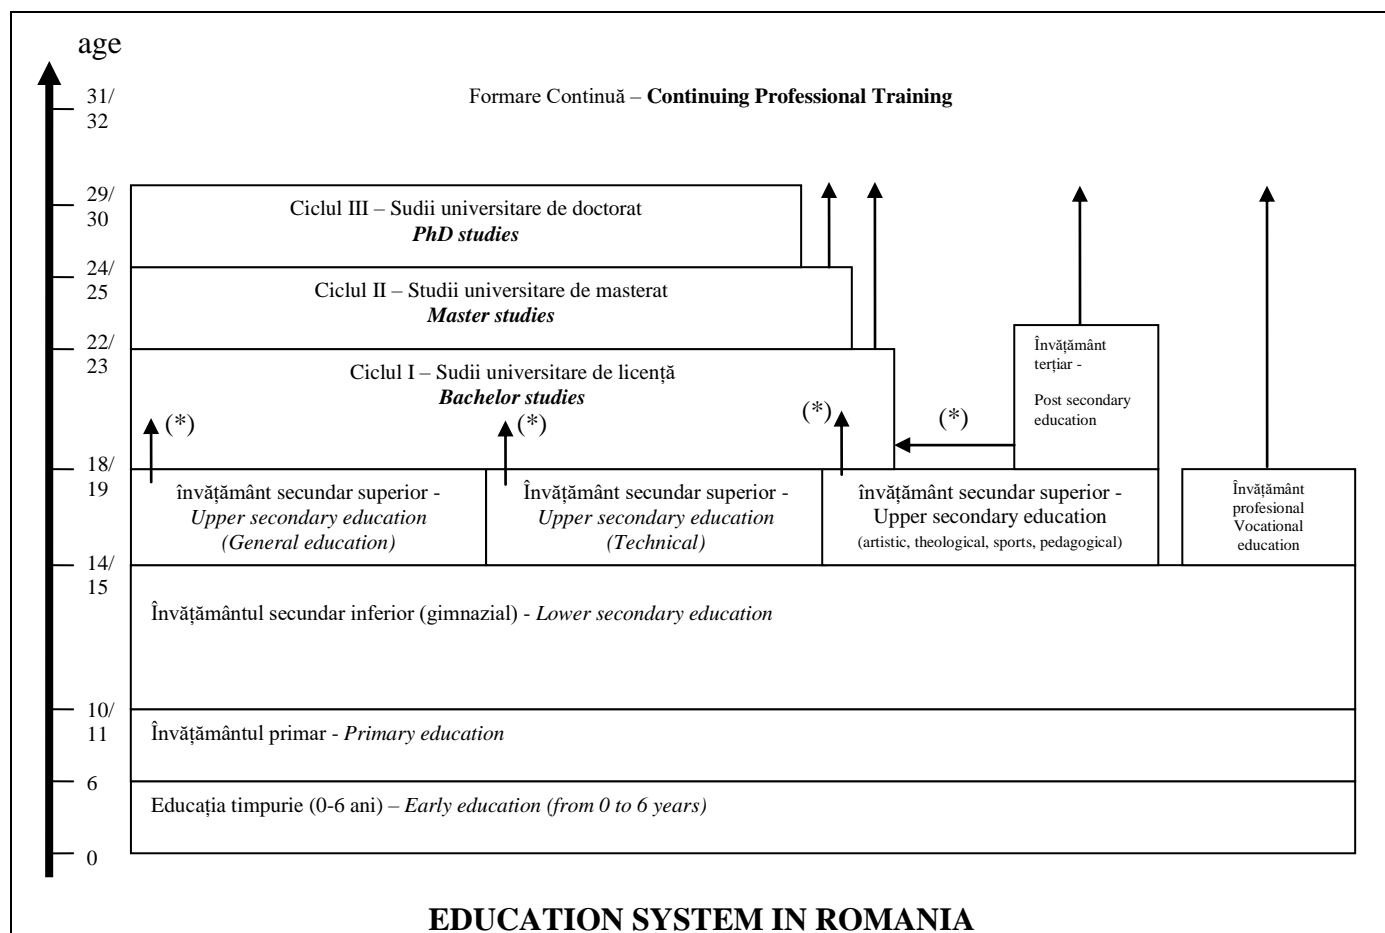 age
31/
32
Formare Continuă – Continuing Professional Training
29/
30
Ciclul III – Sudii universitare de doctorat
PhD studies
24/
25
Ciclul II – Studii universitare de masterat
Master studies
22/
23
Ciclul I – Sudii universitare de licență
Bachelor studies
(*)
(*)
(*)
(*)
Învățământ
terțiar -
Post secondary
education
18/
19
învățământ secundar superior -
Upper secondary education
(General education)
Învățământ secundar superior -
Upper secondary education
(Technical)
învățământ secundar superior -
Upper secondary education
(artistic, theological, sports, pedagogical)
Învățământ
profesional
Vocational
education
14/
15
Învățământul secundar inferior (gimnazial) - Lower secondary education
10/
11
Învățământul primar - Primary education
6
Educația timpurie (0-6 ani) – Early education (from 0 to 6 years)
0
EDUCATION SYSTEM IN ROMANIA